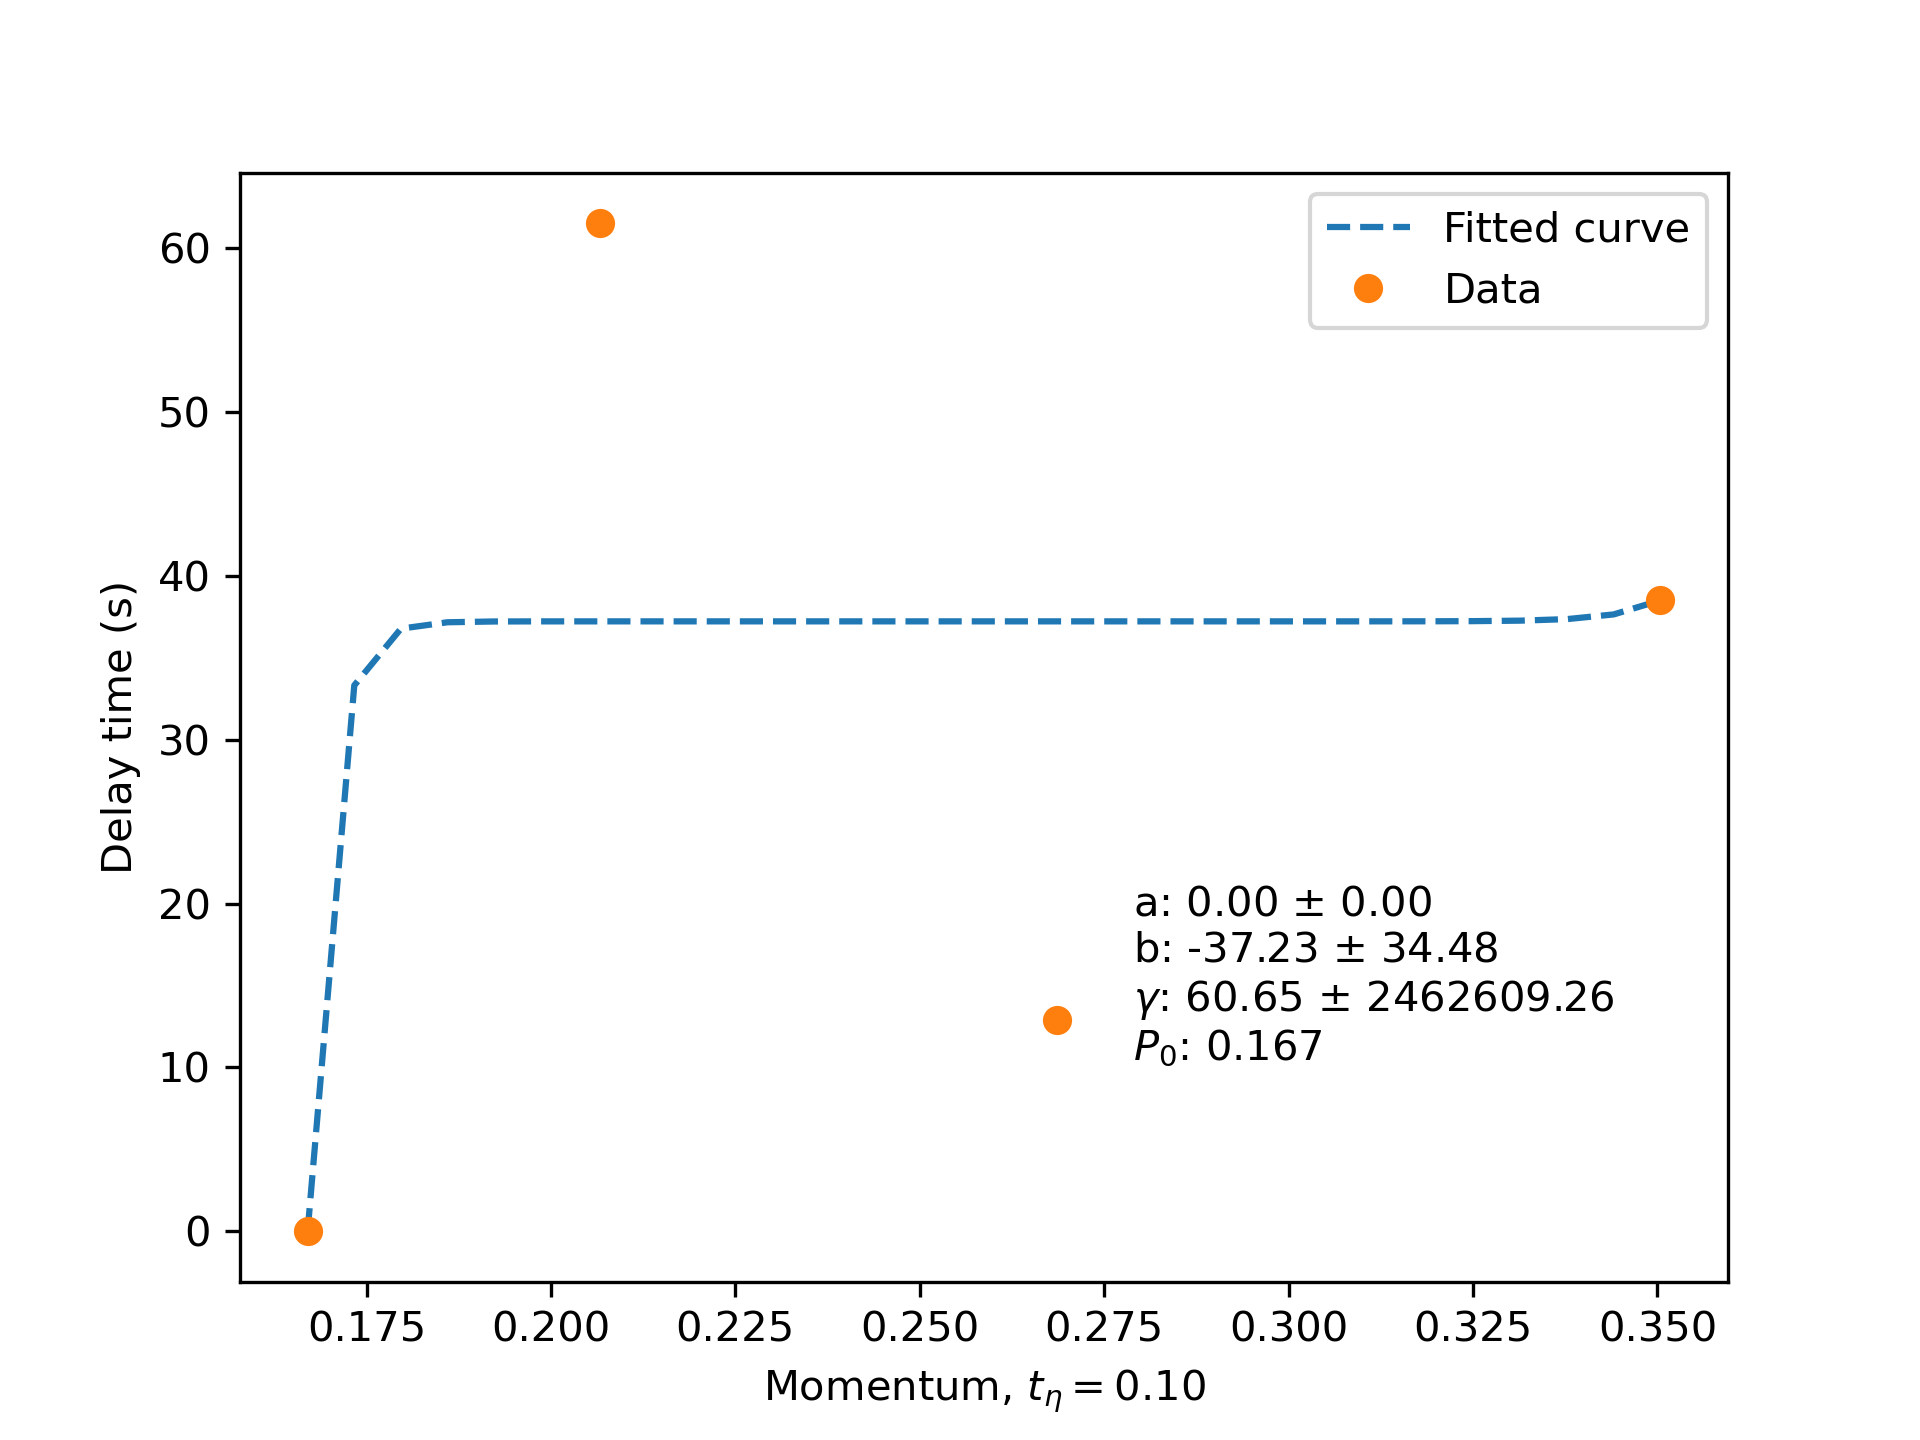 Fitted curve
Data
60
50
40
30
20
10
0
Delay time (s)
a: 0.00 ± 0.00
b: -37.23 ± 34.48
γ: 60.65 ± 2462609.26
P₀: 0.167
0.175 0.200 0.225 0.250 0.275 0.300 0.325 0.350
Momentum, tη = 0.10